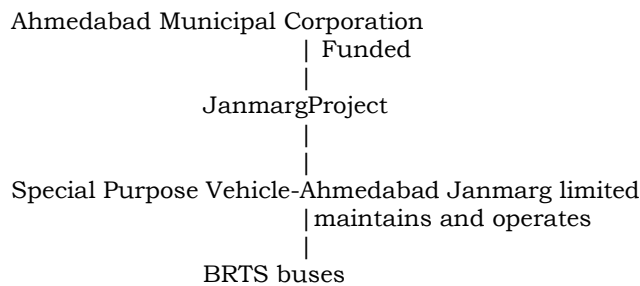 Ahmedabad Municipal Corporation
| Funded
|
JanmargProject
|
|
Special Purpose Vehicle-Ahmedabad Janmarg limited
|maintains and operates
|
BRTS buses